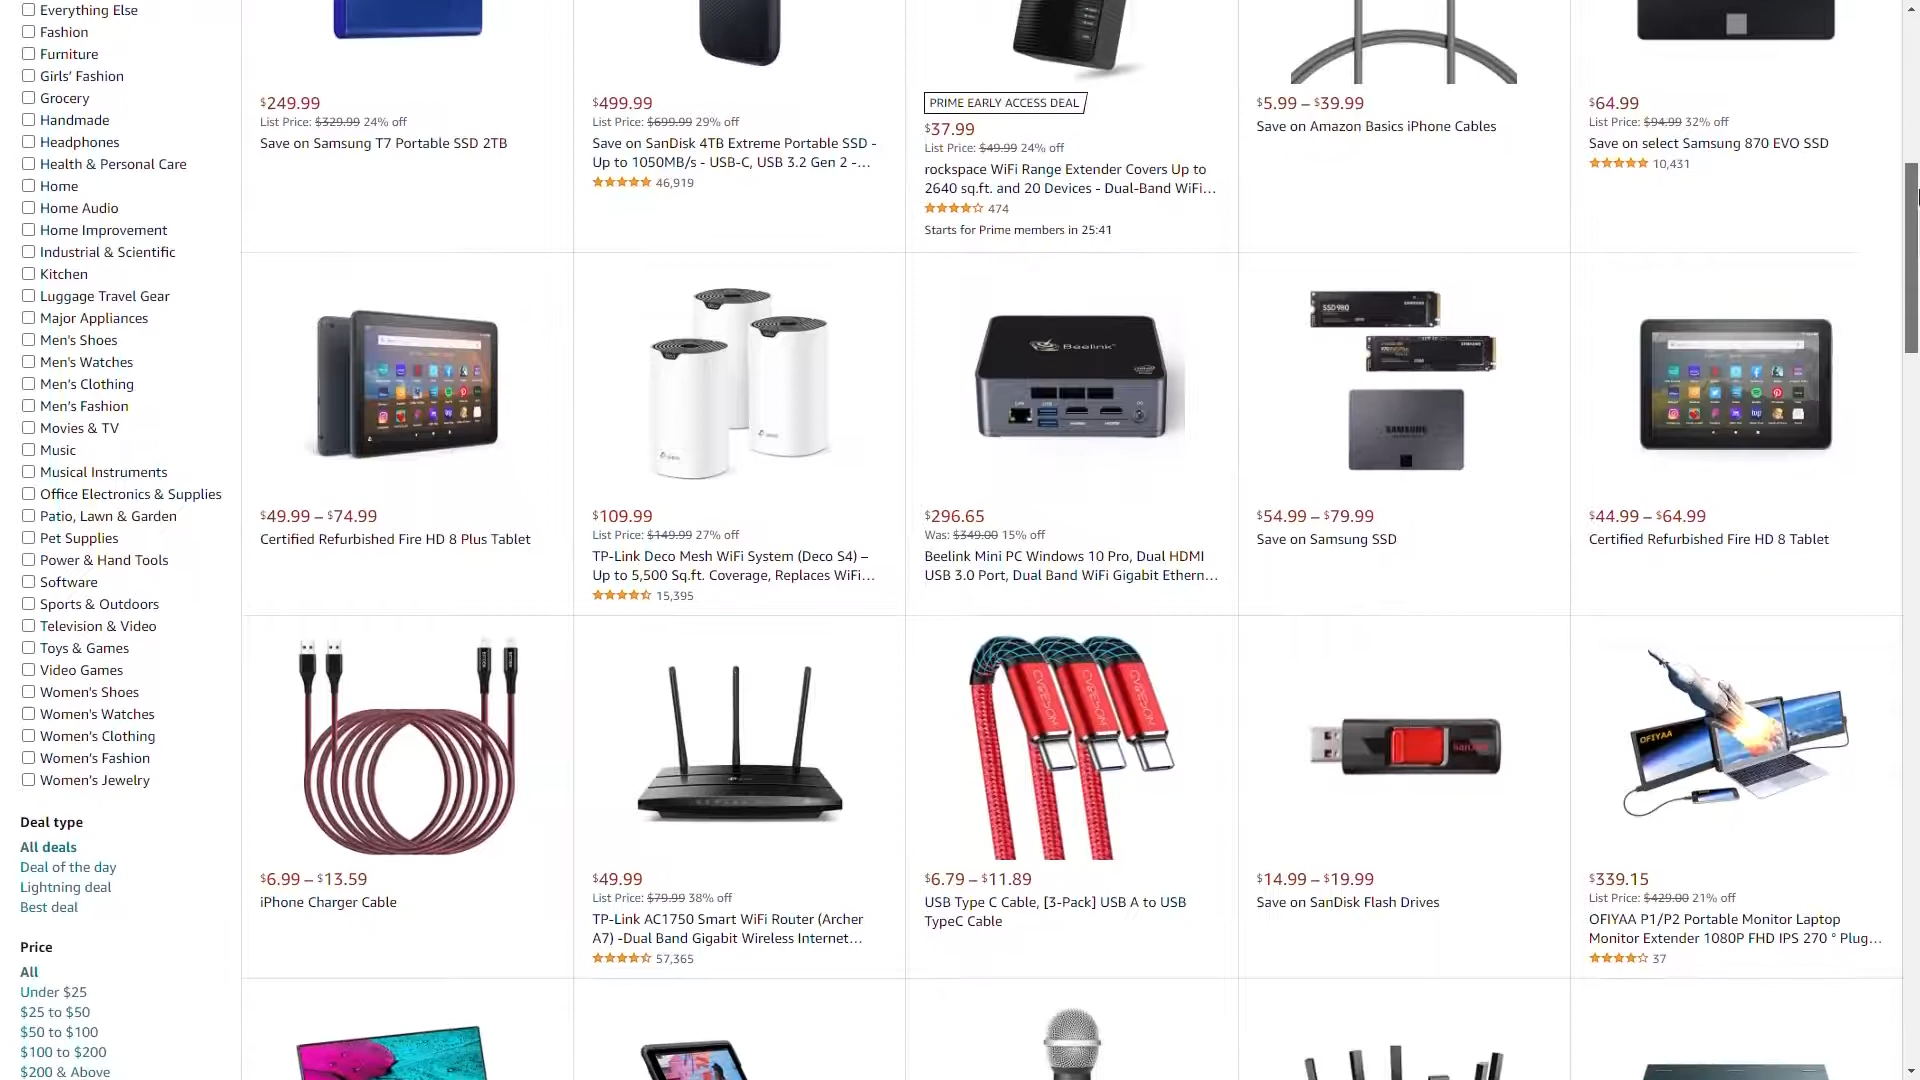 Everything Else
Fashion
Furniture
Girls' Fashion
Grocery
Handmade
Headphones
Health & Personal Care
Home
Home Audio
Home Improvement
Industrial & Scientific
Kitchen
Luggage Travel Gear
Major Appliances
Men's Shoes
Men's Watches
Men's Clothing
Men's Fashion
Movies & TV
Music
Musical Instruments
Office Electronics & Supplies
Patio, Lawn & Garden
Pet Supplies
Power & Hand Tools
Software
Sports & Outdoors
Television & Video
Toys & Games
Video Games
Women's Shoes
Women's Watches
Women's Clothing
Women's Fashion
Women's Jewelry
Deal type
All deals
Deal of the day
Lightning deal
Best deal
Price
All
Under $25
$25 to $50
$50 to $100
$100 to $200
$200 & Above
$249.99
List Price: $329.99 24% off
Save on Samsung T7 Portable SSD 2TB
$499.99
List Price: $699.99 29% off
Save on SanDisk 4TB Extreme Portable SSD -
Up to 1050MB/s - USB-C, USB 3.2 Gen 2 -...
46,919
PRIME EARLY ACCESS DEAL
$37.99
List Price: $49.99 24% off
rockspace WiFi Range Extender Covers Up to
2640 sq.ft. and 20 Devices - Dual-Band WiFi...
474
Starts for Prime members in 25:41
$5.99 – $39.99
Save on Amazon Basics iPhone Cables
$64.99
List Price: $94.99 32% off
Save on select Samsung 870 EVO SSD
10,431
$49.99 – $74.99
Certified Refurbished Fire HD 8 Plus Tablet
$109.99
List Price: $149.99 27% off
TP-Link Deco Mesh WiFi System (Deco S4) –
Up to 5,500 Sq.ft. Coverage, Replaces WiFi...
15,395
Beelink
$296.65
Was: $349.00 15% off
Beelink Mini PC Windows 10 Pro, Dual HDMI
USB 3.0 Port, Dual Band WiFi Gigabit Ethern...
SSD 980
SAMSUNG
$54.99 – $79.99
Save on Samsung SSD
$44.99 – $64.99
Certified Refurbished Fire HD 8 Tablet
$6.99 – $13.59
iPhone Charger Cable
$49.99
List Price: $79.99 38% off
TP-Link AC1750 Smart WiFi Router (Archer
A7) -Dual Band Gigabit Wireless Internet...
57,365
$6.79 – $11.89
USB Type C Cable, [3-Pack] USB A to USB
TypeC Cable
SanDisk
$14.99 – $19.99
Save on SanDisk Flash Drives
OFIYAA
$339.15
List Price: $429.00 21% off
OFIYAA P1/P2 Portable Monitor Laptop
Monitor Extender 1080P FHD IPS 270 ° Plug...
37